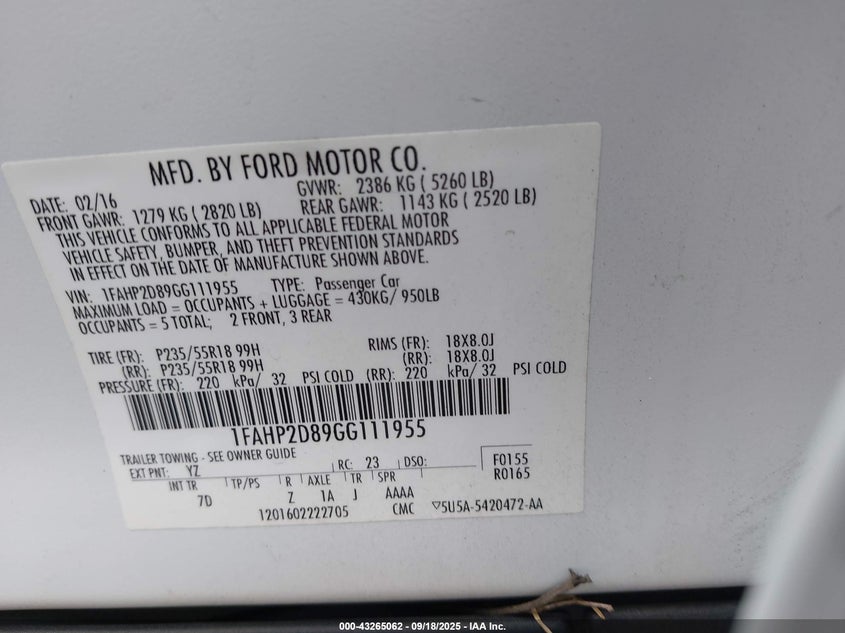 MFD. BY FORD MOTOR CO.
DATE: 02/16 GVWR: 2386 KG ( 5260 LB)
FRONT GAWR: 1279 KG ( 2820 LB) REAR GAWR: 1143 KG ( 2520 LB)
THIS VEHICLE CONFORMS TO ALL APPLICABLE FEDERAL MOTOR
VEHICLE SAFETY, BUMPER, AND THEFT PREVENTION STANDARDS
IN EFFECT ON THE DATE OF MANUFACTURE SHOWN ABOVE.
VIN: 1FAHP2D89GG111955 TYPE: Passenger Car
MAXIMUM LOAD = OCCUPANTS + LUGGAGE = 430KG/ 950LB
OCCUPANTS = 5 TOTAL; 2 FRONT, 3 REAR
TIRE (FR): P235/55R18 99H RIMS (FR): 18X8.0J
(RR): P235/55R18 99H (RR): 18X8.0J
PRESSURE (FR): 220 kPa/ 32 PSI COLD (RR): 220 kPa/ 32 PSI COLD
1FAHP2D89GG111955
TRAILER TOWING - SEE OWNER GUIDE
EXT PNT: YZ RC: 23 DSO: F0155
R0165
INT TR TP/PS R AXLE TR SPR
7D Z 1A J AAAA
1201602222705 CMC ▽5U5A-5420472-AA
000-43265062 - 09/18/2025 - IAA Inc.